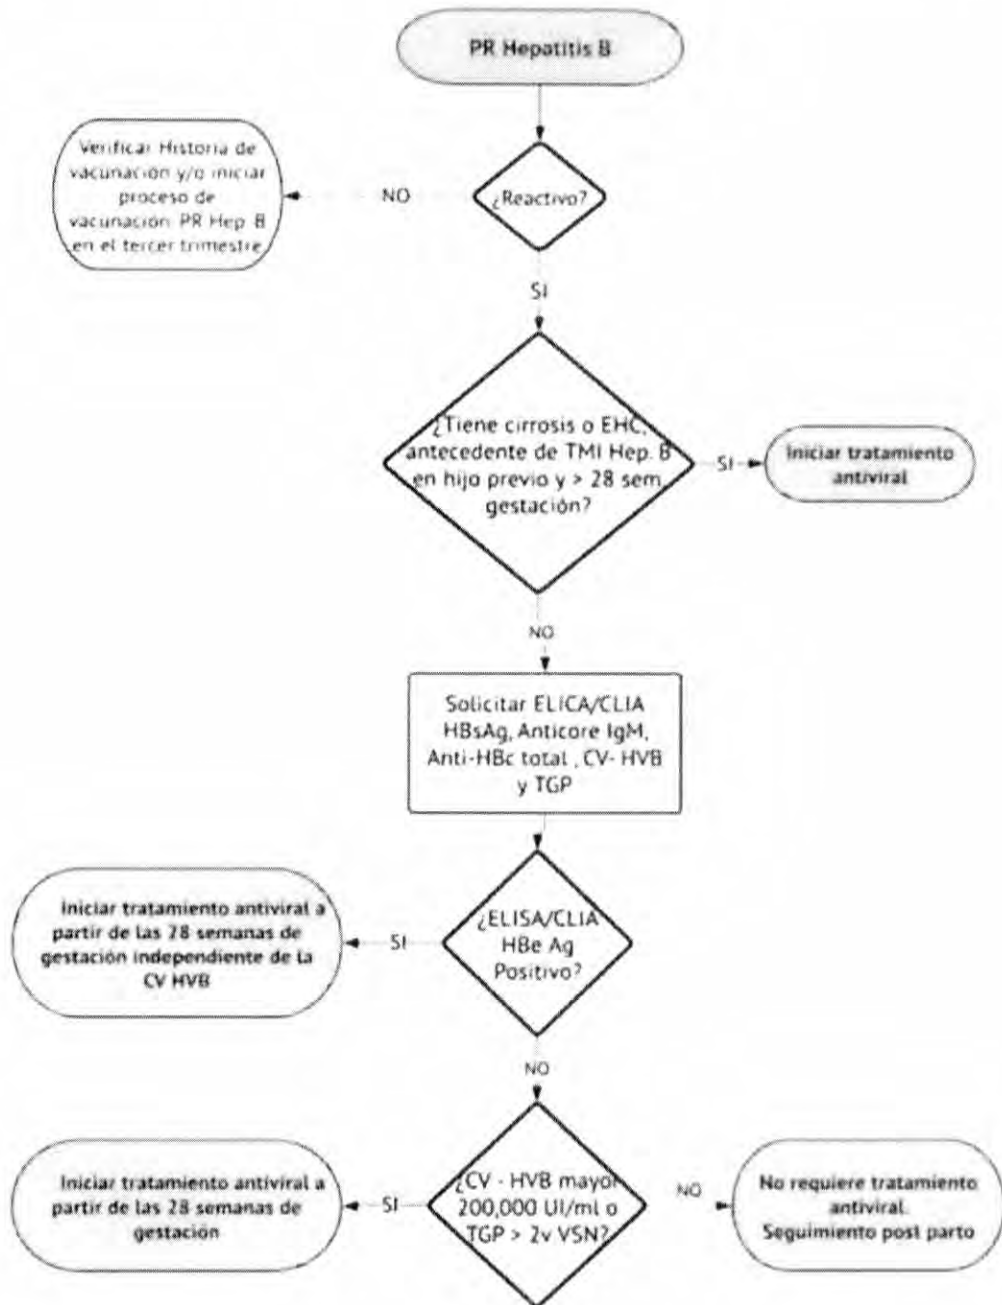 PR Hepatitis B
Verificar Historia de
vacunación y/o iniciar
proceso de
vacunación. PR Hep. B
en el tercer trimestre
NO
¿Reactivo?
SI
¿Tiene cirrosis o EHC,
antecedente de TMI Hep. B
en hijo previo y > 28 sem
gestación?
SI
Iniciar tratamiento
antiviral
NO
Solicitar ELICA/CLIA
HBsAg, Anticore IgM,
Anti-HBc total , CV- HVB
y TGP
¿ELISA/CLIA
HBe Ag
Positivo?
SI
Iniciar tratamiento antiviral a
partir de las 28 semanas de
gestación independiente de la
CV HVB
NO
¿CV - HVB mayor
200,000 UI/ml o
TGP > 2v VSN?
SI
Iniciar tratamiento antiviral a
partir de las 28 semanas de
gestación
NO
No requiere tratamiento
antiviral.
Seguimiento post parto